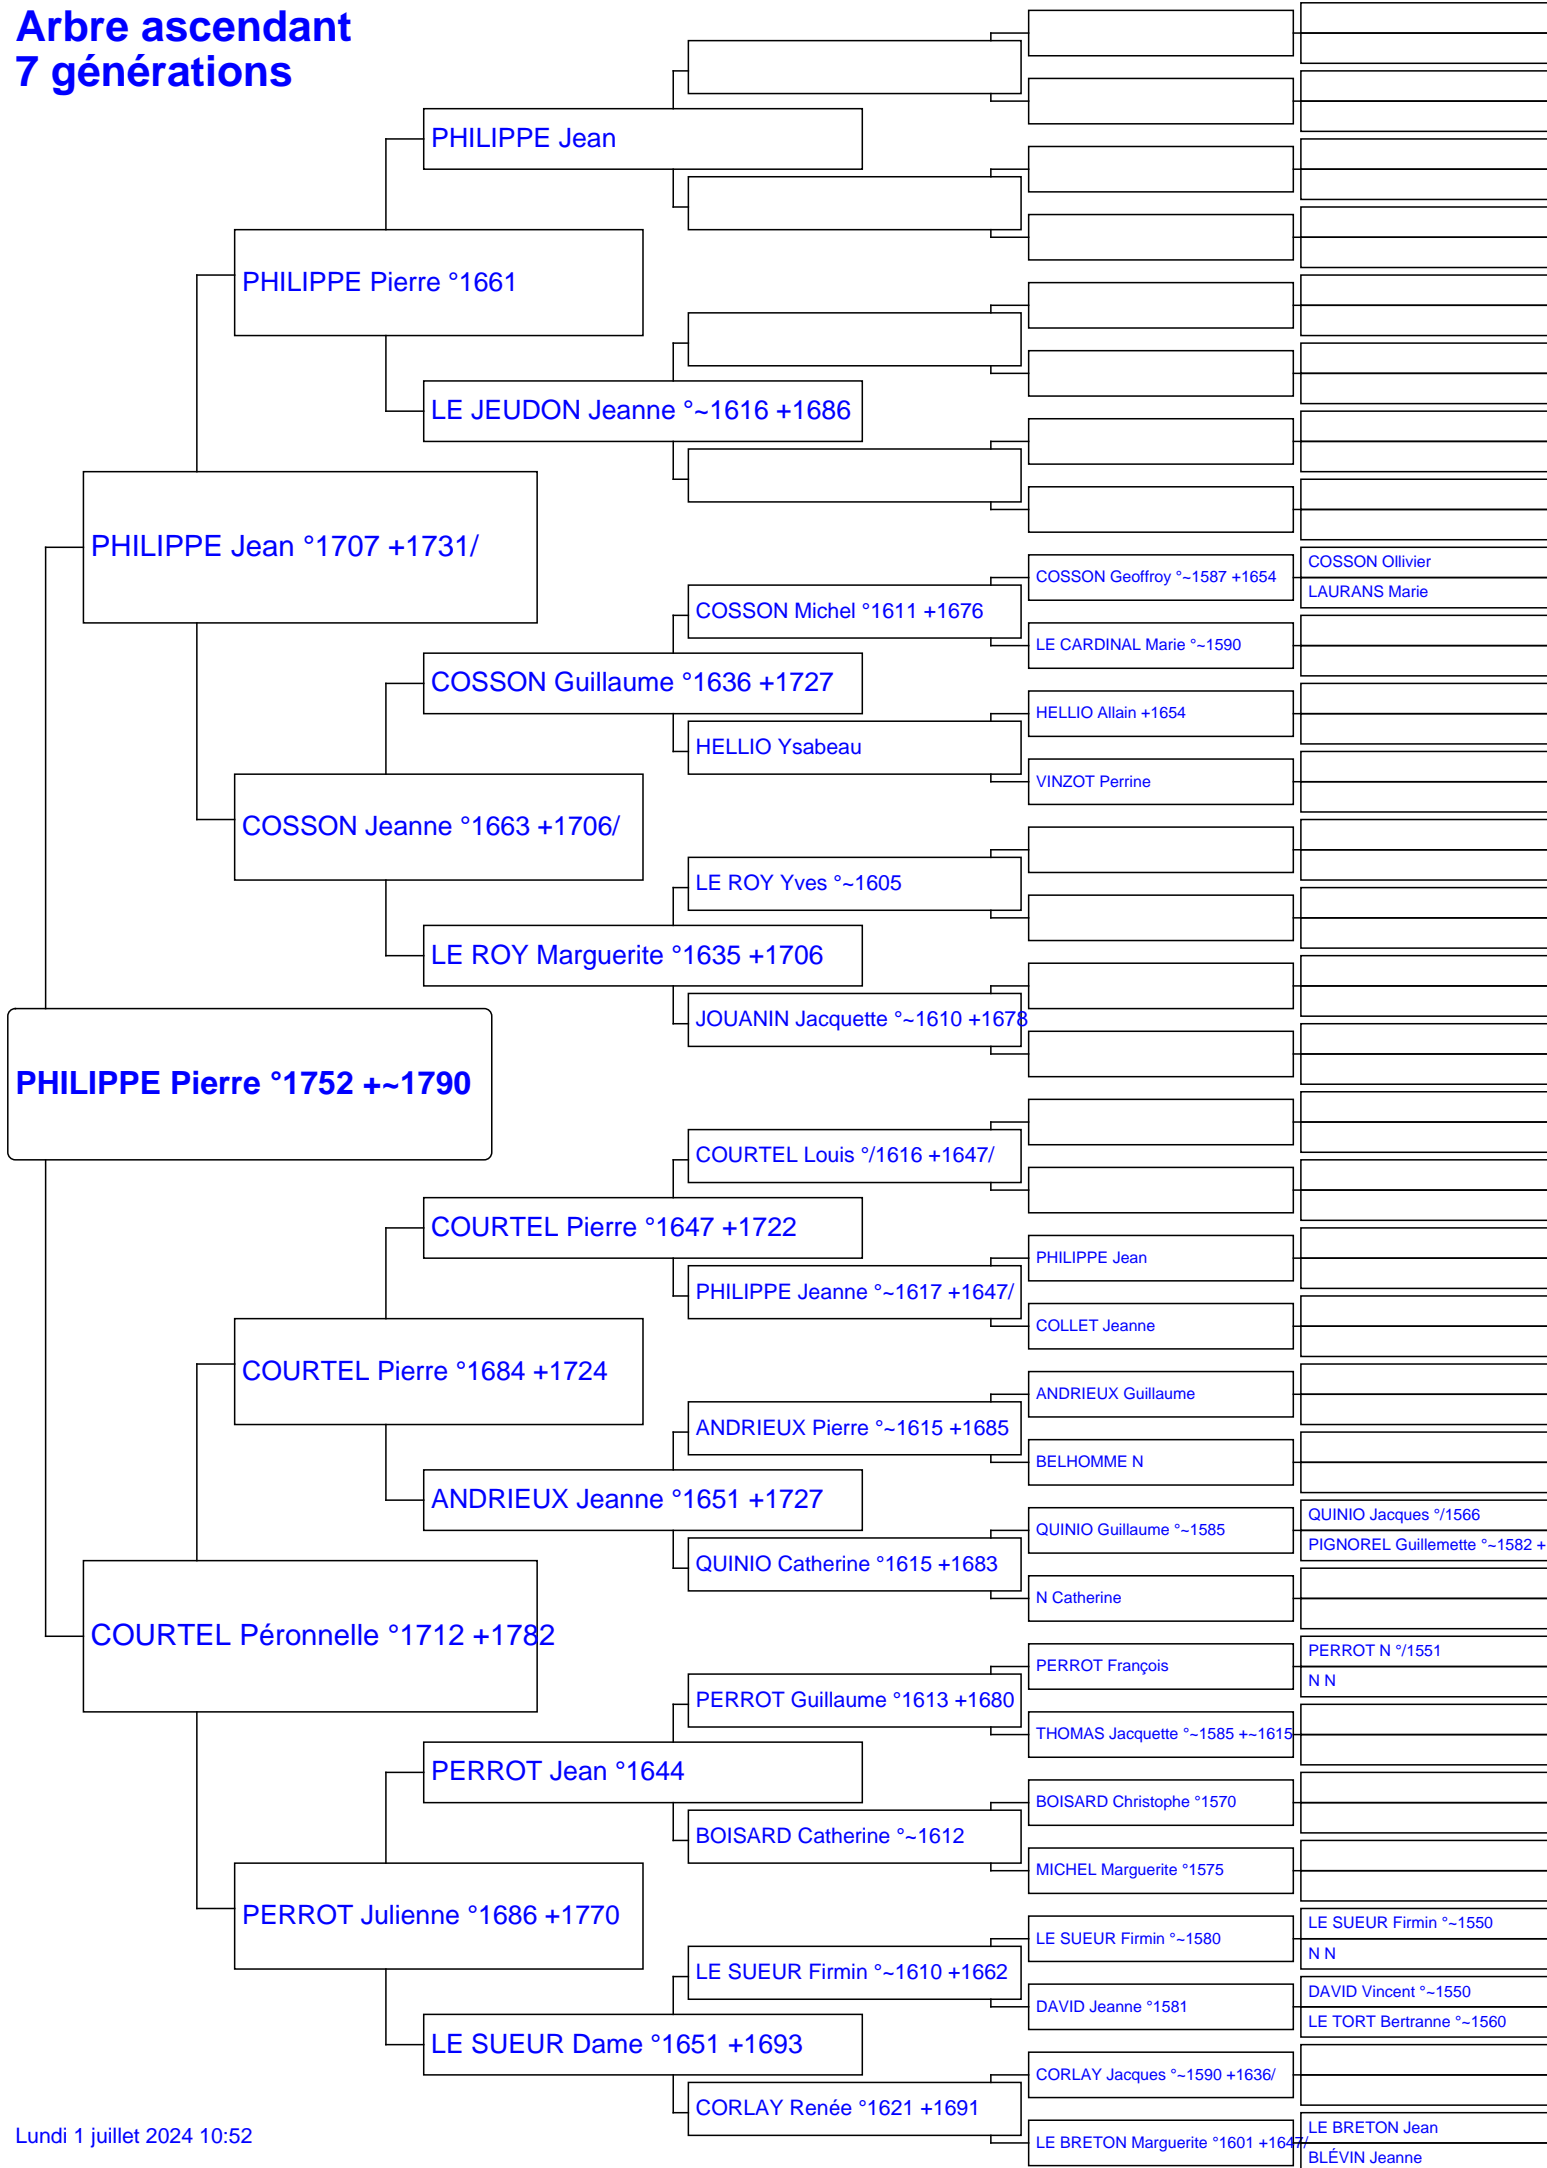 Arbre ascendant
7 générations
PHILIPPE Jean
PHILIPPE Pierre °1661
LE JEUDON Jeanne °~1616 +1686
PHILIPPE Jean °1707 +1731/
COSSON Ollivier
COSSON Geoffroy °~1587 +1654
LAURANS Marie
COSSON Michel °1611 +1676
LE CARDINAL Marie °~1590
COSSON Guillaume °1636 +1727
HELLIO Allain +1654
HELLIO Ysabeau
VINZOT Perrine
COSSON Jeanne °1663 +1706/
LE ROY Yves °~1605
LE ROY Marguerite °1635 +1706
JOUANIN Jacquette °~1610 +1678
PHILIPPE Pierre °1752 +~1790
COURTEL Louis °/1616 +1647/
COURTEL Pierre °1647 +1722
PHILIPPE Jean
PHILIPPE Jeanne °~1617 +1647/
COLLET Jeanne
COURTEL Pierre °1684 +1724
ANDRIEUX Guillaume
ANDRIEUX Pierre °~1615 +1685
BELHOMME N
ANDRIEUX Jeanne °1651 +1727
QUINIO Jacques °/1566
QUINIO Guillaume °~1585
PIGNOREL Guillemette °~1582 +
QUINIO Catherine °1615 +1683
N Catherine
COURTEL Péronnelle °1712 +1782
PERROT N °/1551
PERROT François
N N
PERROT Guillaume °1613 +1680
THOMAS Jacquette °~1585 +~1615
PERROT Jean °1644
BOISARD Christophe °1570
BOISARD Catherine °~1612
MICHEL Marguerite °1575
PERROT Julienne °1686 +1770
LE SUEUR Firmin °~1550
LE SUEUR Firmin °~1580
N N
LE SUEUR Firmin °~1610 +1662
DAVID Vincent °~1550
DAVID Jeanne °1581
LE TORT Bertranne °~1560
LE SUEUR Dame °1651 +1693
CORLAY Jacques °~1590 +1636/
CORLAY Renée °1621 +1691
LE BRETON Jean
LE BRETON Marguerite °1601 +1647/
BLÉVIN Jeanne
Lundi 1 juillet 2024 10:52